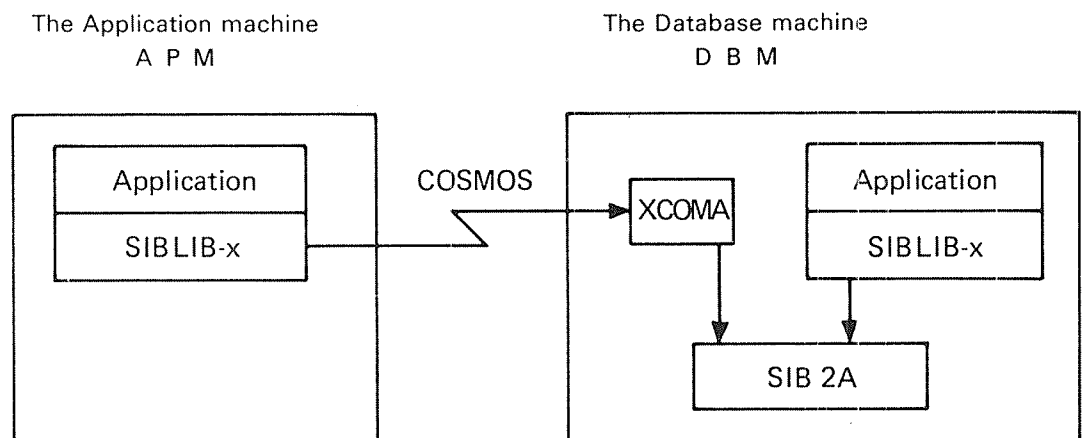 The Application machine
A P M
The Database machine
D B M
Application
SIBLIB-x
COSMOS
XCOMA
Application
SIBLIB-x
SIB 2A